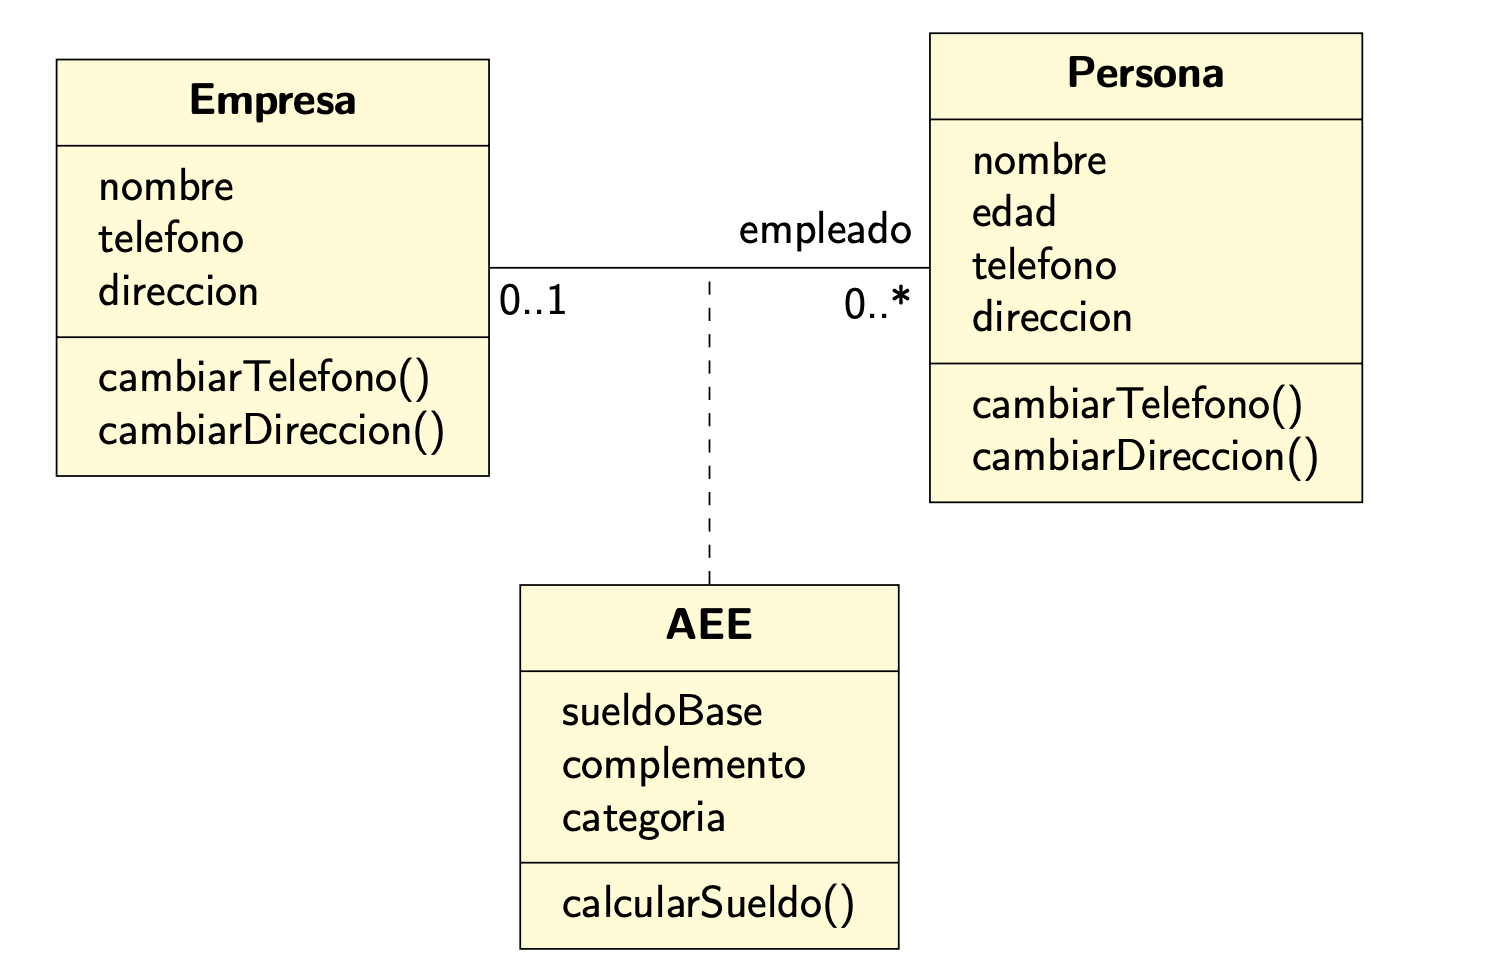 Empresa
nombre
telefono
direccion
cambiarTelefono()
cambiarDireccion()
empleado
0..1
0..*
Persona
nombre
edad
telefono
direccion
cambiarTelefono()
cambiarDireccion()
AEE
sueldoBase
complemento
categoria
calcularSueldo()